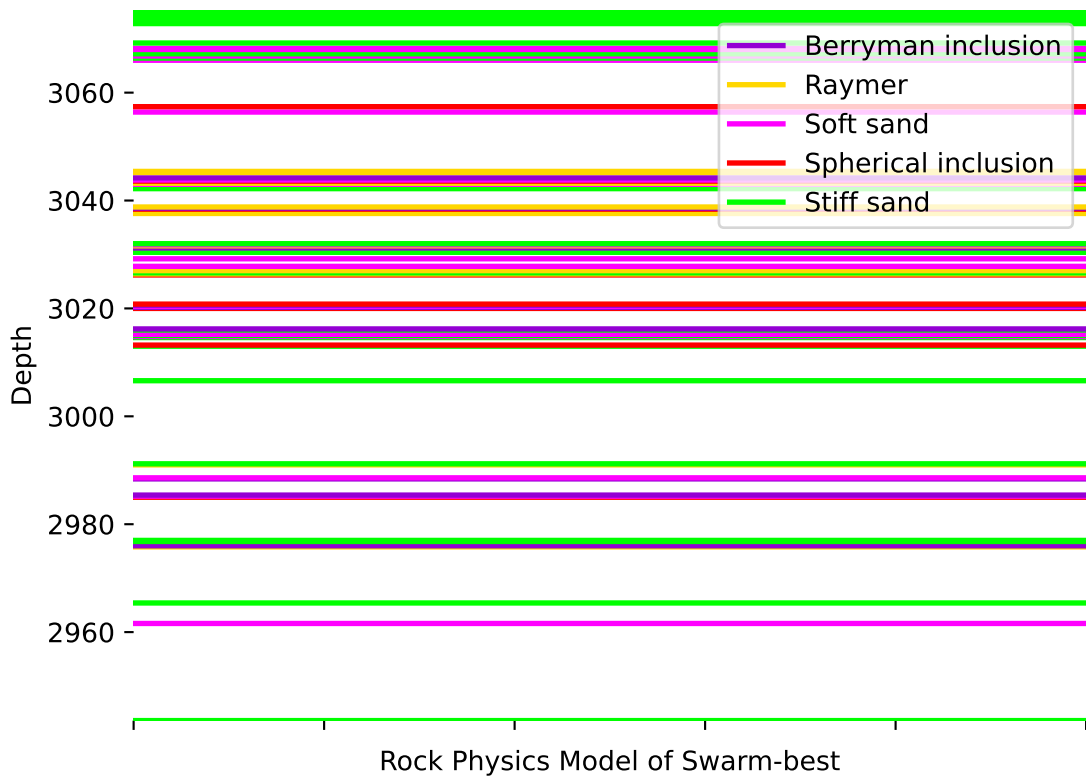 Berryman inclusion
Raymer
Soft sand
Spherical inclusion
Stiff sand
3060
3040
3020
3000
2980
2960
Depth
Rock Physics Model of Swarm-best